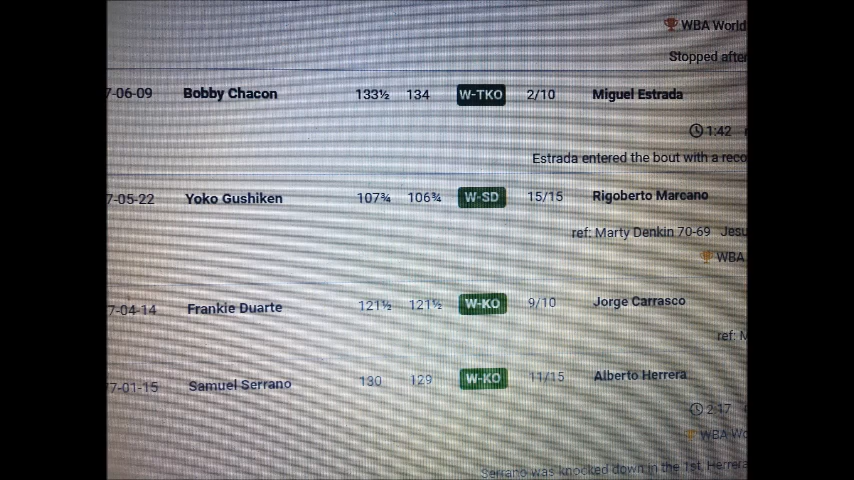 WBA World
Stopped after
7-06-09 Bobby Chacon 133½ 134 W-TKO 2/10 Miguel Estrada
1:42
Estrada entered the bout with a reco
7-05-22 Yoko Gushiken 107¾ 106¾ W-SD 15/15 Rigoberto Marcano
ref: Marty Denkin 70-69 Jesu
WBA
7-04-14 Frankie Duarte 121½ 121½ W-KO 9/10 Jorge Carrasco
ref: M
7-01-15 Samuel Serrano 130 129 W-KO 11/15 Alberto Herrera
2:17
WBA Wo
Serrano was knocked down in the 1st. Herrera